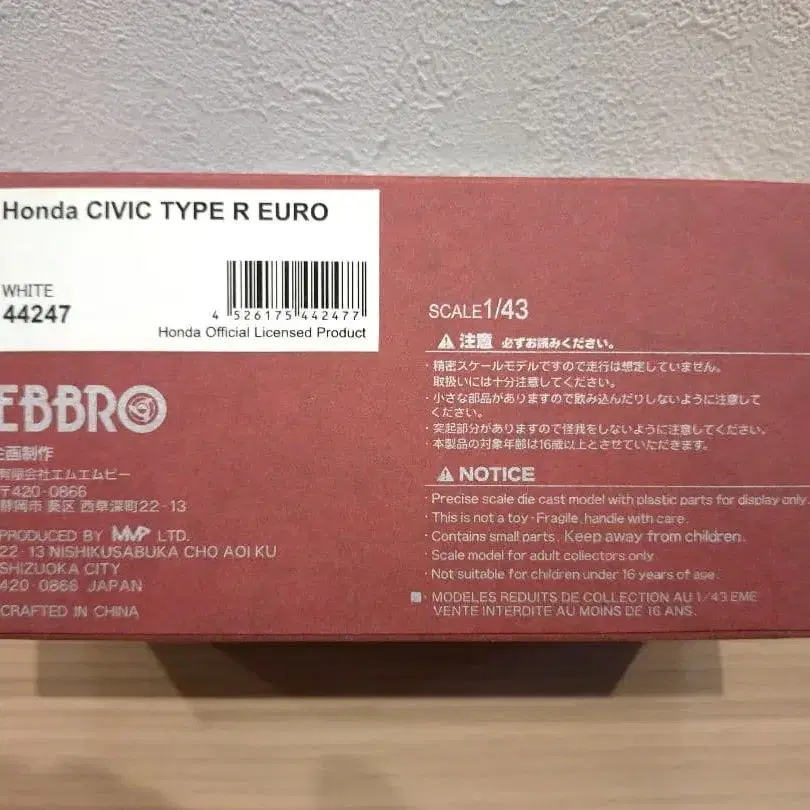 Honda CIVIC TYPE R EURO
WHITE
44247
4 526175 442477
Honda Official Licensed Product
EBBRO
企画制作
有限会社エムエムピー
〒420-0866
静岡市 葵区 西草深町22-13
PRODUCED BY MMP LTD.
22-13 NISHIKUSABUKA CHO AOI KU
SHIZUOKA CITY
420-0866 JAPAN
CRAFTED IN CHINA
SCALE1/43
注意 必ずお読みください。
・精密スケールモデルですので走行は想定していません。
取扱いには十分注意してください。
・小さな部品がありますので飲み込んだりしないように注意して
ください。
・突起部分がありますので怪我をしないように注意してください。
・本製品の対象年齢は16歳以上とさせていただきます。
NOTICE
・Precise scale die cast model with plastic parts for display only.
・This is not a toy-Fragile, handle with care.
・Contains small parts. Keep away from children.
・Scale model for adult collectors only
・Not suitable for children under 16 years of age.
・MODELES REDUITS DE COLLECTION AU 1/43 EME
VENTE INTERDITE AU MOINS DE 16 ANS.